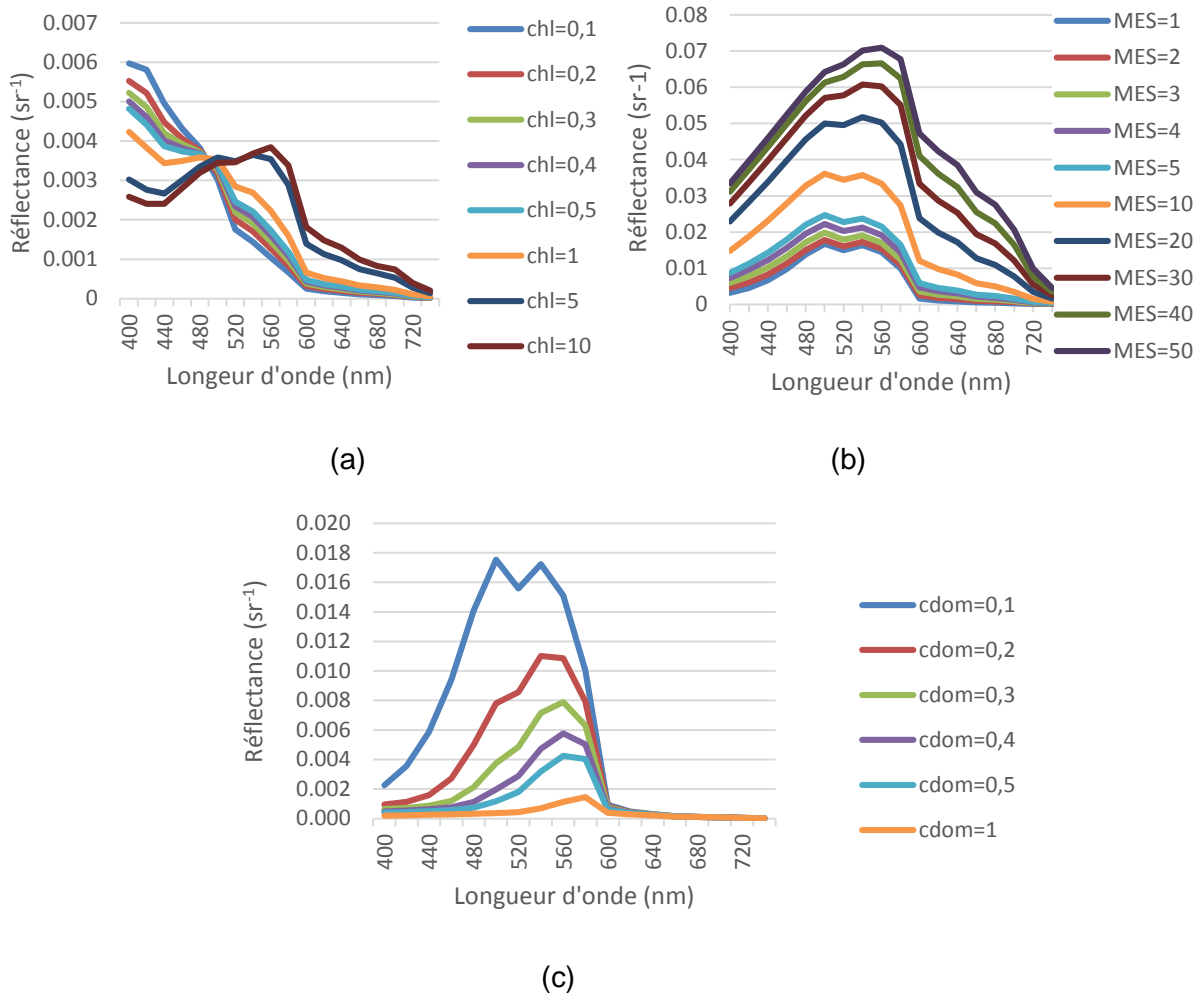 0.007
0.006
0.005
0.004
0.003
0.002
0.001
0
Réflectance (sr-1)
400
440
480
520
560
600
640
680
720
Longeur d'onde (nm)
chl=0,1
chl=0,2
chl=0,3
chl=0,4
chl=0,5
chl=1
chl=5
chl=10
(a)
0.08
0.07
0.06
0.05
0.04
0.03
0.02
0.01
0
Réflectance (sr-1)
400
440
480
520
560
600
640
680
720
Longueur d'onde (nm)
MES=1
MES=2
MES=3
MES=4
MES=5
MES=10
MES=20
MES=30
MES=40
MES=50
(b)
0.020
0.018
0.016
0.014
0.012
0.010
0.008
0.006
0.004
0.002
0.000
Réflectance (sr-1)
400
440
480
520
560
600
640
680
720
Longueur d'onde (nm)
cdom=0,1
cdom=0,2
cdom=0,3
cdom=0,4
cdom=0,5
cdom=1
(c)